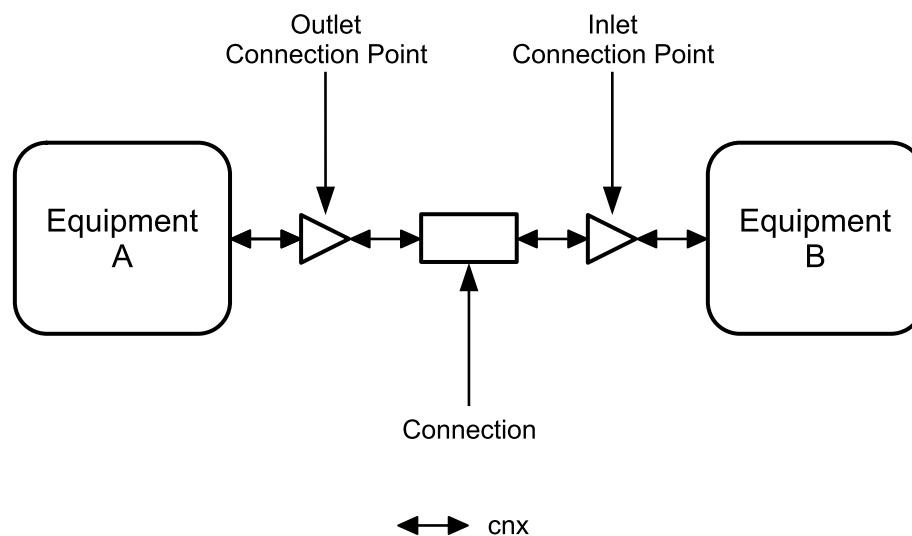 Outlet
Connection Point
Inlet
Connection Point
Equipment
A
Equipment
B
Connection
cnx